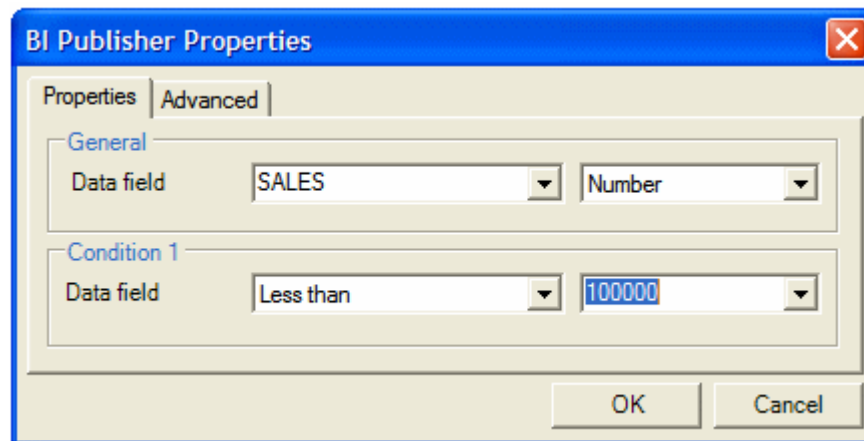 BI Publisher Properties
Properties Advanced
General
Data field SALES Number
Condition 1
Data field Less than 100000
OK Cancel